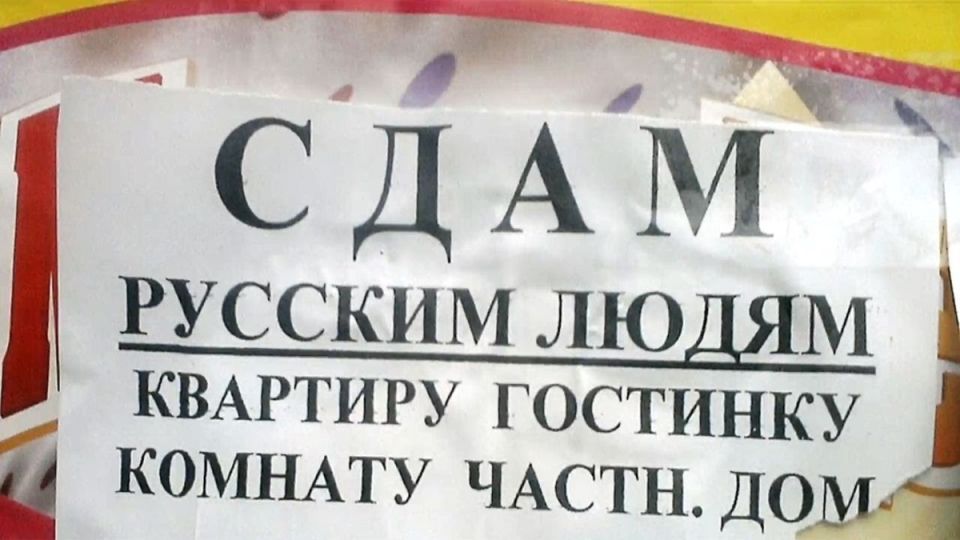 СДАМ
РУССКИМ ЛЮДЯМ
КВАРТИРУ ГОСТИНКУ
КОМНАТУ ЧАСТН. ДОМ